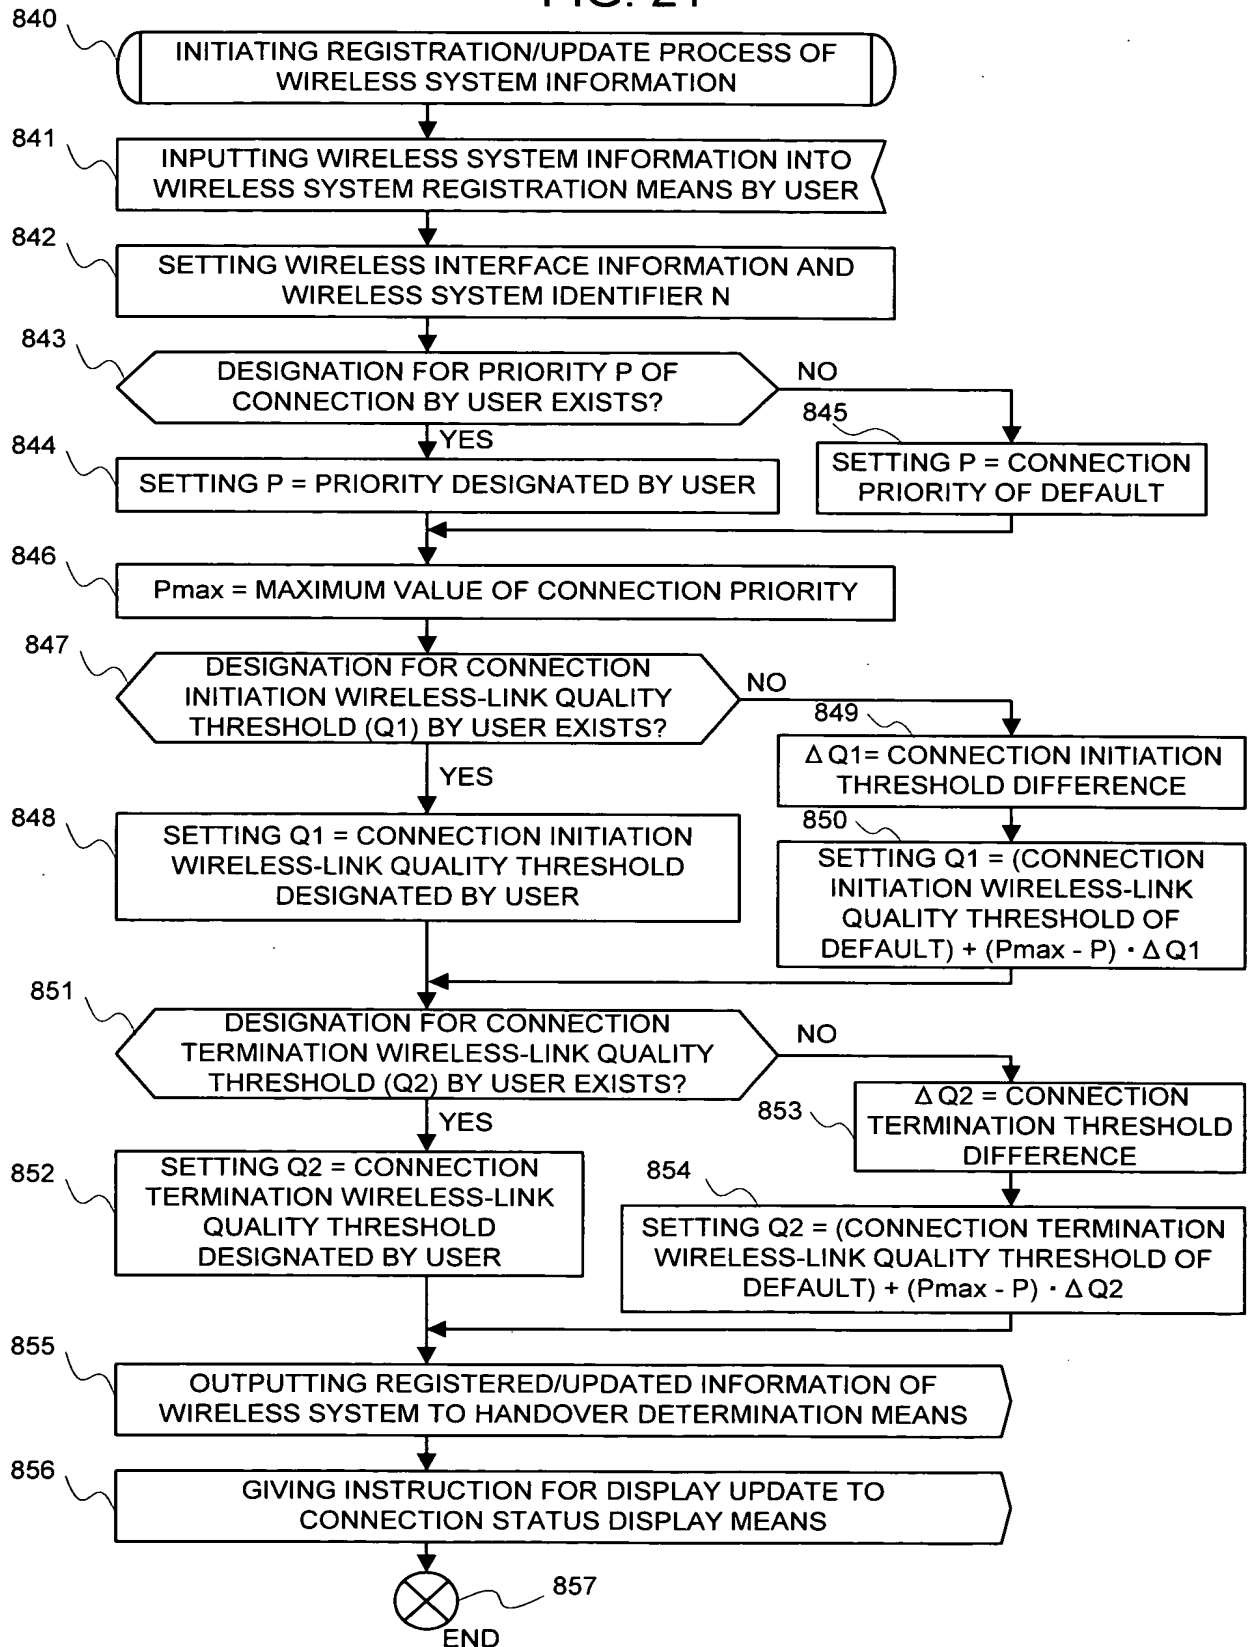 FIG. 21
840
INITIATING REGISTRATION/UPDATE PROCESS OF
WIRELESS SYSTEM INFORMATION
841
INPUTTING WIRELESS SYSTEM INFORMATION INTO
WIRELESS SYSTEM REGISTRATION MEANS BY USER
842
SETTING WIRELESS INTERFACE INFORMATION AND
WIRELESS SYSTEM IDENTIFIER N
843
DESIGNATION FOR PRIORITY P OF
CONNECTION BY USER EXISTS?
NO
YES
844
SETTING P = PRIORITY DESIGNATED BY USER
845
SETTING P = CONNECTION
PRIORITY OF DEFAULT
846
Pmax = MAXIMUM VALUE OF CONNECTION PRIORITY
847
DESIGNATION FOR CONNECTION
INITIATION WIRELESS-LINK QUALITY
THRESHOLD (Q1) BY USER EXISTS?
NO
YES
848
SETTING Q1 = CONNECTION INITIATION
WIRELESS-LINK QUALITY THRESHOLD
DESIGNATED BY USER
849
ΔQ1= CONNECTION INITIATION
THRESHOLD DIFFERENCE
850
SETTING Q1 = (CONNECTION
INITIATION WIRELESS-LINK
QUALITY THRESHOLD OF
DEFAULT) + (Pmax - P) · ΔQ1
851
DESIGNATION FOR CONNECTION
TERMINATION WIRELESS-LINK QUALITY
THRESHOLD (Q2) BY USER EXISTS?
NO
YES
852
SETTING Q2 = CONNECTION
TERMINATION WIRELESS-LINK
QUALITY THRESHOLD
DESIGNATED BY USER
853
ΔQ2 = CONNECTION
TERMINATION THRESHOLD
DIFFERENCE
854
SETTING Q2 = (CONNECTION TERMINATION
WIRELESS-LINK QUALITY THRESHOLD OF
DEFAULT) + (Pmax - P) · ΔQ2
855
OUTPUTTING REGISTERED/UPDATED INFORMATION OF
WIRELESS SYSTEM TO HANDOVER DETERMINATION MEANS
856
GIVING INSTRUCTION FOR DISPLAY UPDATE TO
CONNECTION STATUS DISPLAY MEANS
857
END